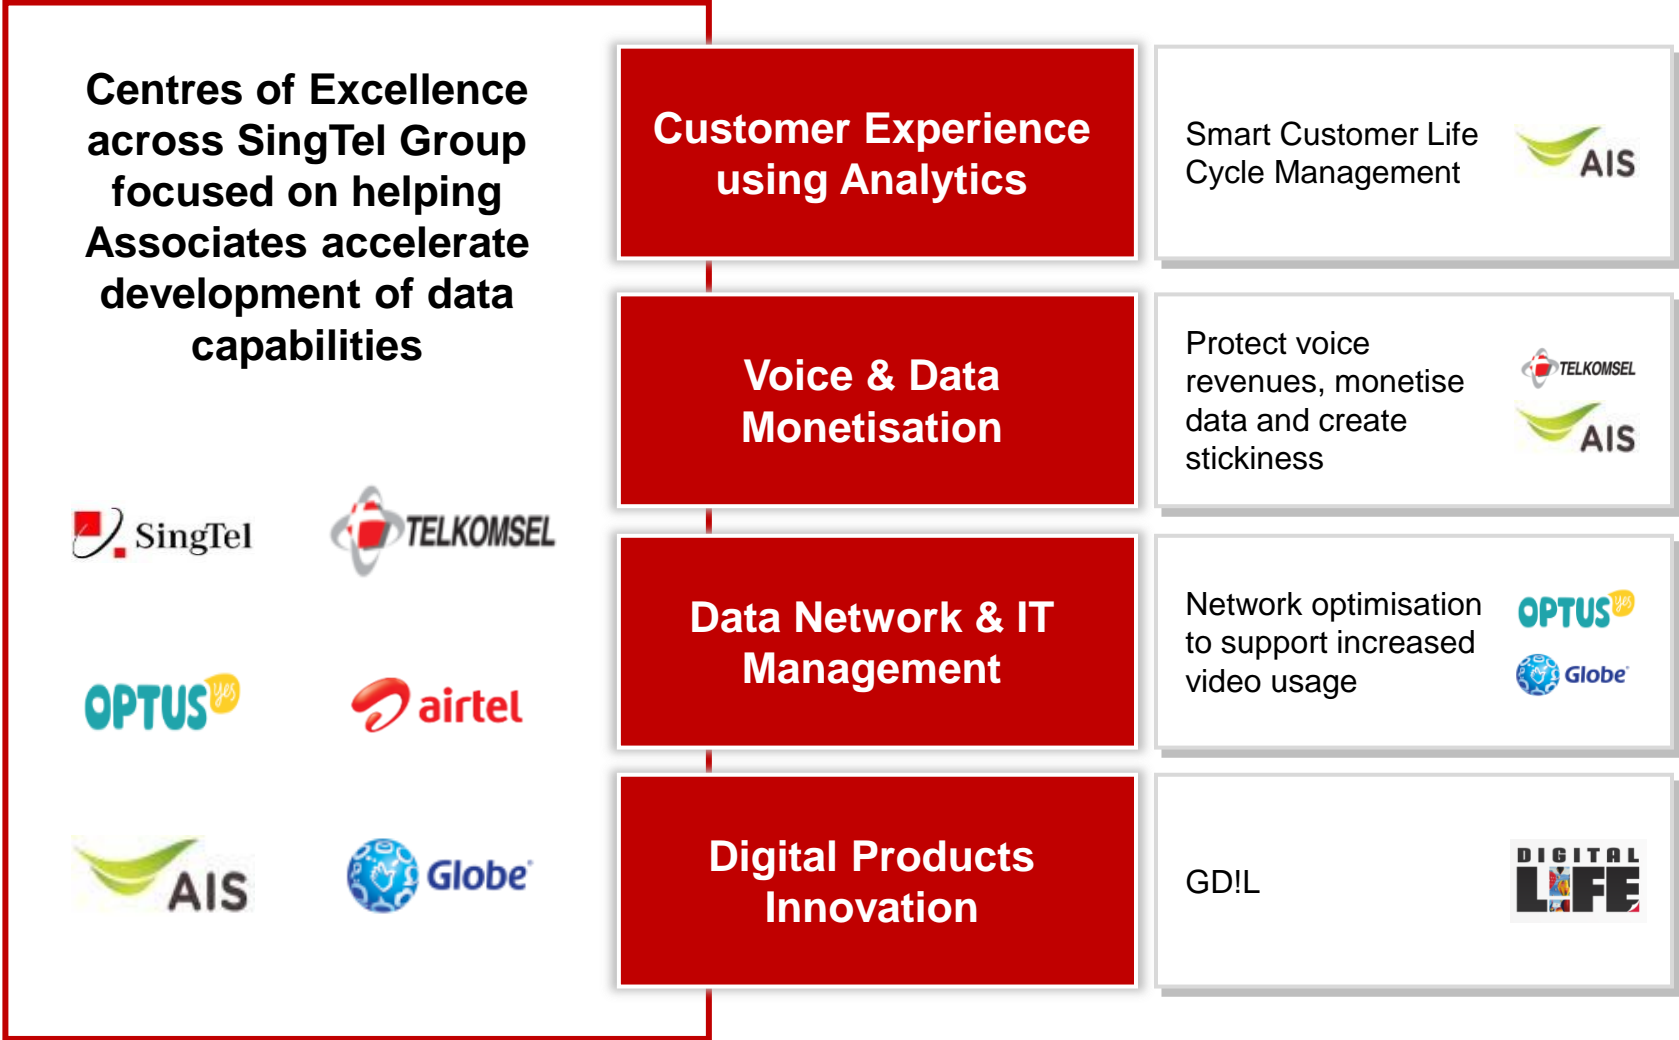 Centres of Excellence
across SingTel Group
focused on helping
Associates accelerate
development of data
capabilities
SingTel
TELKOMSEL
OPTUS yes
airtel
AIS
Globe
Customer Experience
using Analytics
Smart Customer Life
Cycle Management
AIS
Voice & Data
Monetisation
Protect voice
revenues, monetise
data and create
stickiness
TELKOMSEL
AIS
Data Network & IT
Management
Network optimisation
to support increased
video usage
OPTUS yes
Globe
Digital Products
Innovation
GD!L
DIGITAL
L!FE